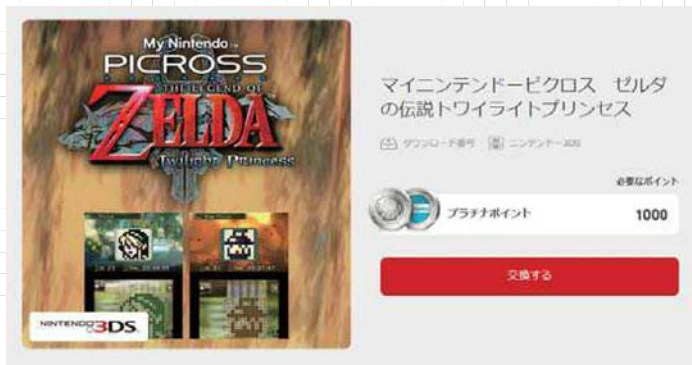 My Nintendo
PICROSS
THE LEGEND OF
ZELDA
Twilight Princess
NINTENDO3DS
マイニンテンドーピクロス ゼルダ
の伝説トワイライトプリンセス
ダウンロード番号 ニンテンドー3DS
必要なポイント
プラチナポイント 1000
交換する